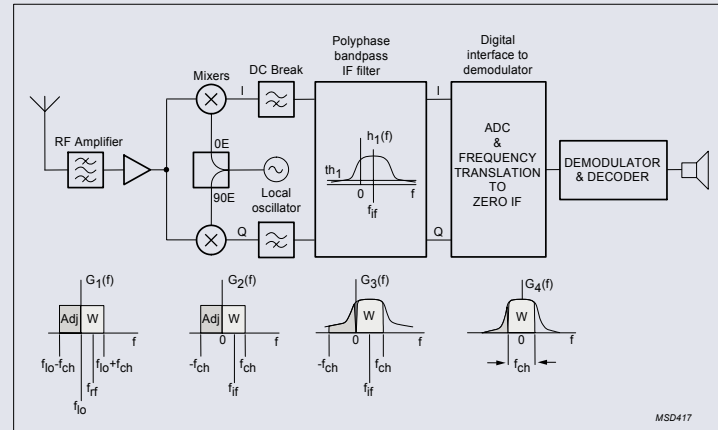 Polyphase
bandpass
IF filter
Digital
interface to
demodulator
Mixers
DC Break
I
I
RF Amplifier
0E
90E
Local
oscillator
Q
Q
h1(f)
th1
0
f
fif
ADC
&
FREQUENCY
TRANSLATION
TO
ZERO IF
DEMODULATOR
& DECODER
G1(f)
Adj
W
f
flo-fch
flo+fch
frf
flo
G2(f)
Adj
W
0
f
-fch
fch
fif
G3(f)
W
0
f
-fch
fch
fif
G4(f)
W
0
f
fch
MSD417